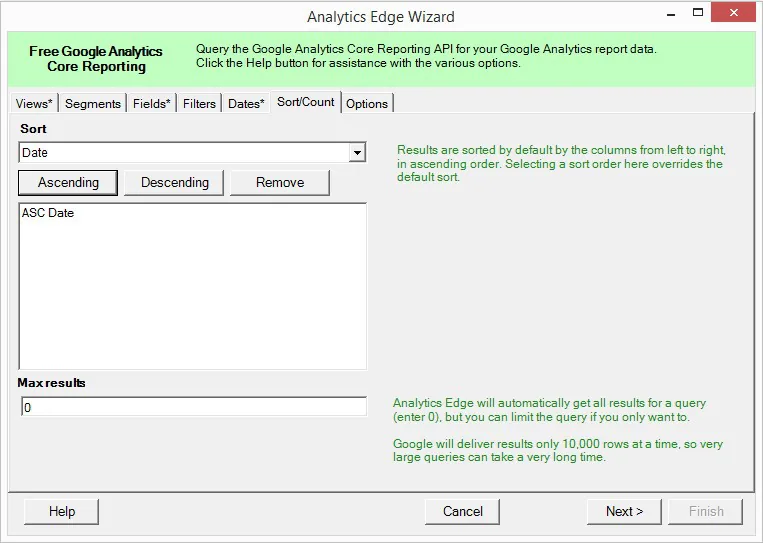 Analytics Edge Wizard
Free Google Analytics
Core Reporting
Query the Google Analytics Core Reporting API for your Google Analytics report data.
Click the Help button for assistance with the various options.
Views* Segments Fields* Filters Dates* Sort/Count Options
Sort
Date
Results are sorted by default by the columns from left to right,
in ascending order. Selecting a sort order here overrides the
default sort.
Ascending Descending Remove
ASC Date
Max results
0
Analytics Edge will automatically get all results for a query
(enter 0), but you can limit the query if you only want to.
Google will deliver results only 10,000 rows at a time, so very
large queries can take a very long time.
Help Cancel Next > Finish